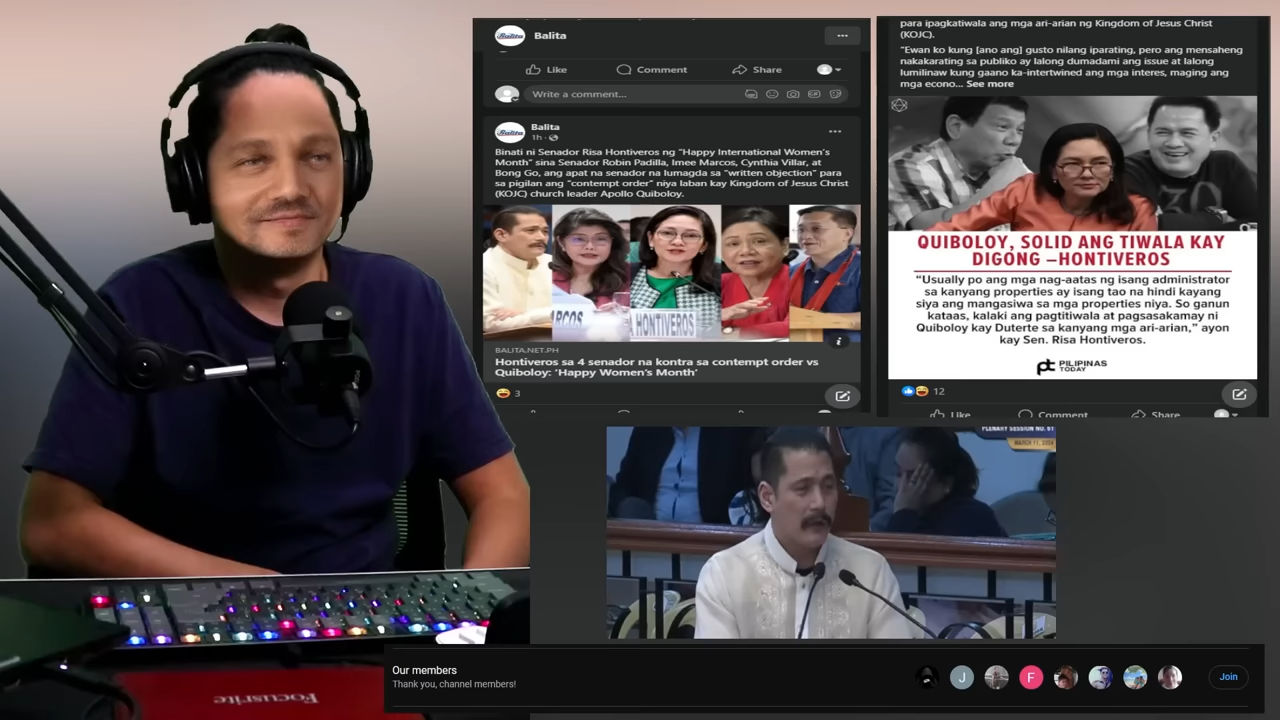 Balita
Like
Comment
Share
Write a comment...
Balita
1h
Binati ni Senador Risa Hontiveros ng "Happy International Women's
Month" sina Senador Robin Padilla, Imee Marcos, Cynthia Villar, at
Bong Go, ang apat na senador na lumagda sa "written objection" para
sa pigilan ang "contempt order" niya laban kay Kingdom of Jesus Christ
(KOJC) church leader Apollo Quiboloy.
A HONTIVEROS
BALITA.NET.PH
Hontiveros sa 4 senador na kontra sa contempt order vs
Quiboloy: 'Happy Women's Month'
3
para ipagkatiwala ang mga ari-arian ng Kingdom of Jesus Christ
(KOJC).
"Ewan ko kung [ano ang] gusto nilang iparating, pero ang mensaheng
nakakarating sa publiko ay lalong dumadami ang issue at lalong
lumilinaw kung gaano ka-intertwined ang mga interes, maging ang
mga econo... See more
QUIBOLOY, SOLID ANG TIWALA KAY
DIGONG –HONTIVEROS
"Usually po ang mga nag-aatas ng isang administrator
sa kanyang properties ay isang tao na hindi kayang
siya ang mangasiwa sa mga properties niya. So ganun
kataas, kalaki ang pagtitiwala at pagsasakamay ni
Quiboloy kay Duterte sa kanyang mga ari-arian," ayon
kay Sen. Risa Hontiveros.
pt PILIPINAS
TODAY
12
Like
Comment
Share
PLENARY SESSION NO. 61
MARCH 11, 2024
Focusrite
Our members
Thank you, channel members!
J
F
Join